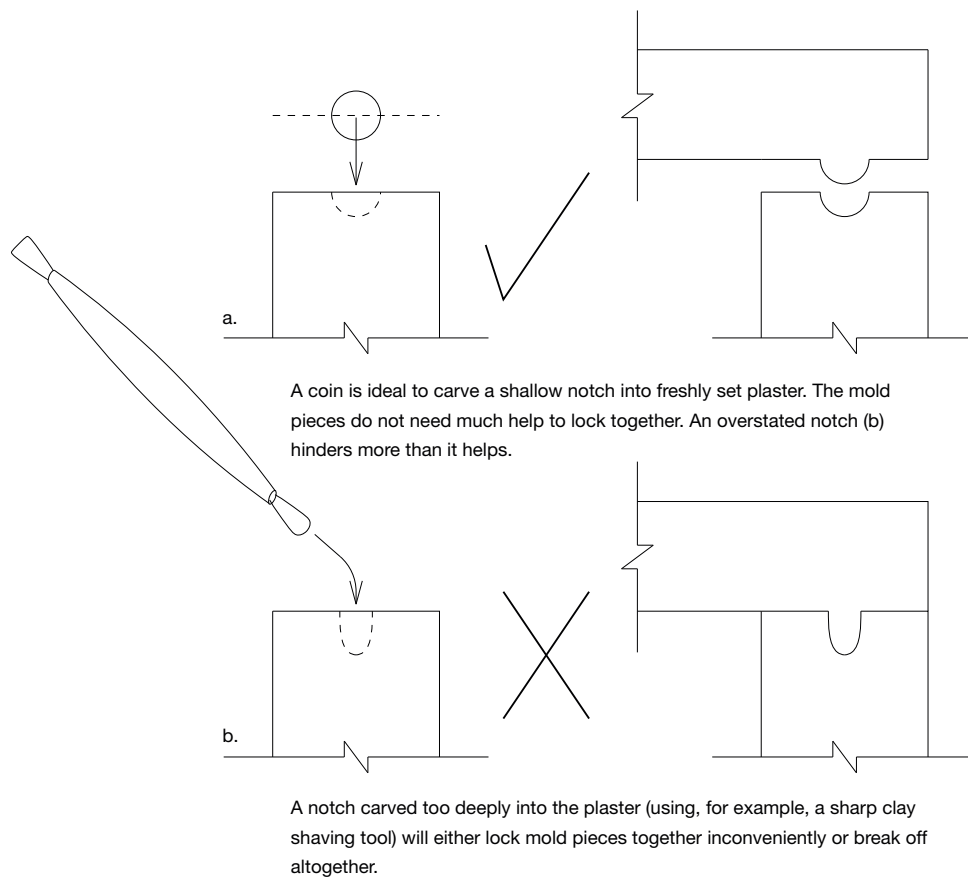 a.
A coin is ideal to carve a shallow notch into freshly set plaster. The mold
pieces do not need much help to lock together. An overstated notch (b)
hinders more than it helps.
b.
A notch carved too deeply into the plaster (using, for example, a sharp clay
shaving tool) will either lock mold pieces together inconveniently or break off
altogether.